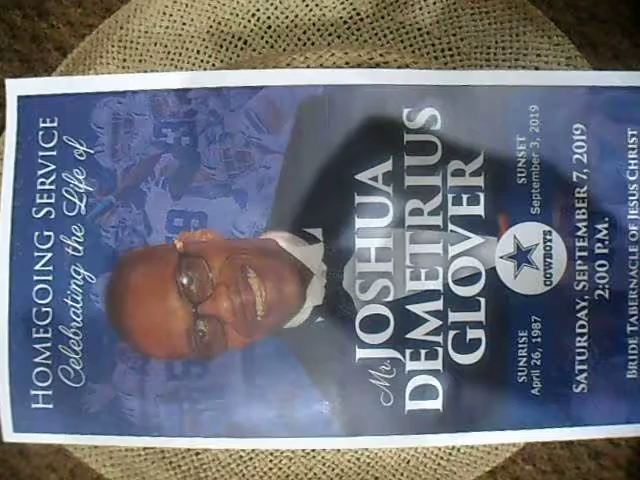 HOMEGOING SERVICE
Celebrating the Life of
Mr. JOSHUA
DEMETRIUS
GLOVER
SUNRISE
April 26, 1987
COWBOYS
SUNSET
September 3, 2019
SATURDAY, SEPTEMBER 7, 2019
2:00 P.M.
BRIDE TABERNACLE OF JESUS CHRIST